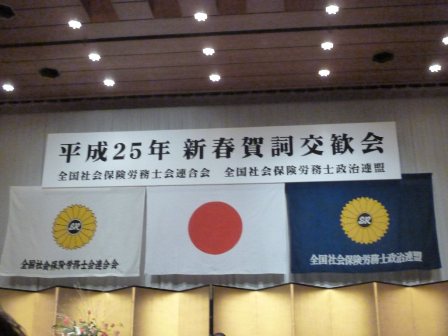 平成25年 新春賀詞交歓会
全国社会保険労務士会連合会 全国社会保険労務士政治連盟
SR
全国社会保険労務士会連合会
SR
全国社会保険労務士政治連盟